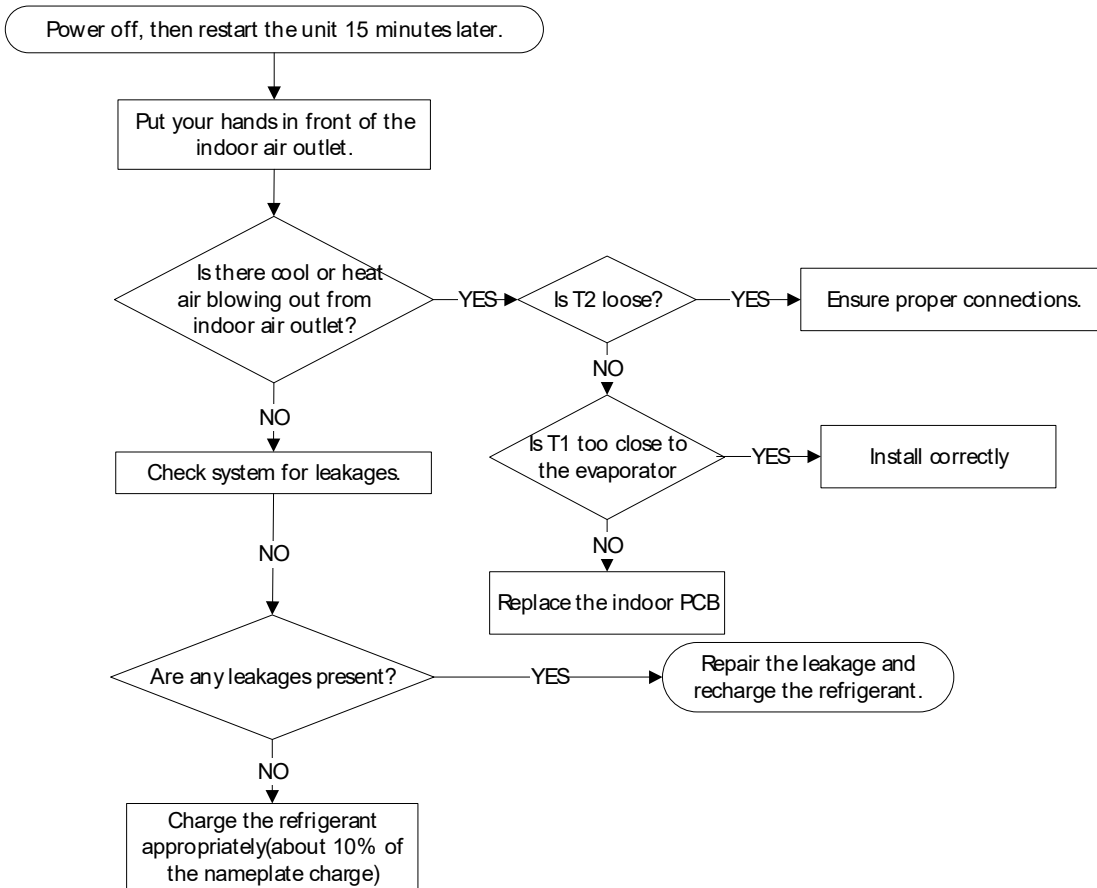 Power off, then restart the unit 15 minutes later.
Put your hands in front of the
indoor air outlet.
Is there cool or heat
air blowing out from
indoor air outlet?
YES
Is T2 loose?
YES
Ensure proper connections.
NO
NO
Is T1 too close to
the evaporator
YES
Install correctly
Check system for leakages.
NO
NO
Replace the indoor PCB
Are any leakages present?
YES
Repair the leakage and
recharge the refrigerant.
NO
Charge the refrigerant
appropriately(about 10% of
the nameplate charge)